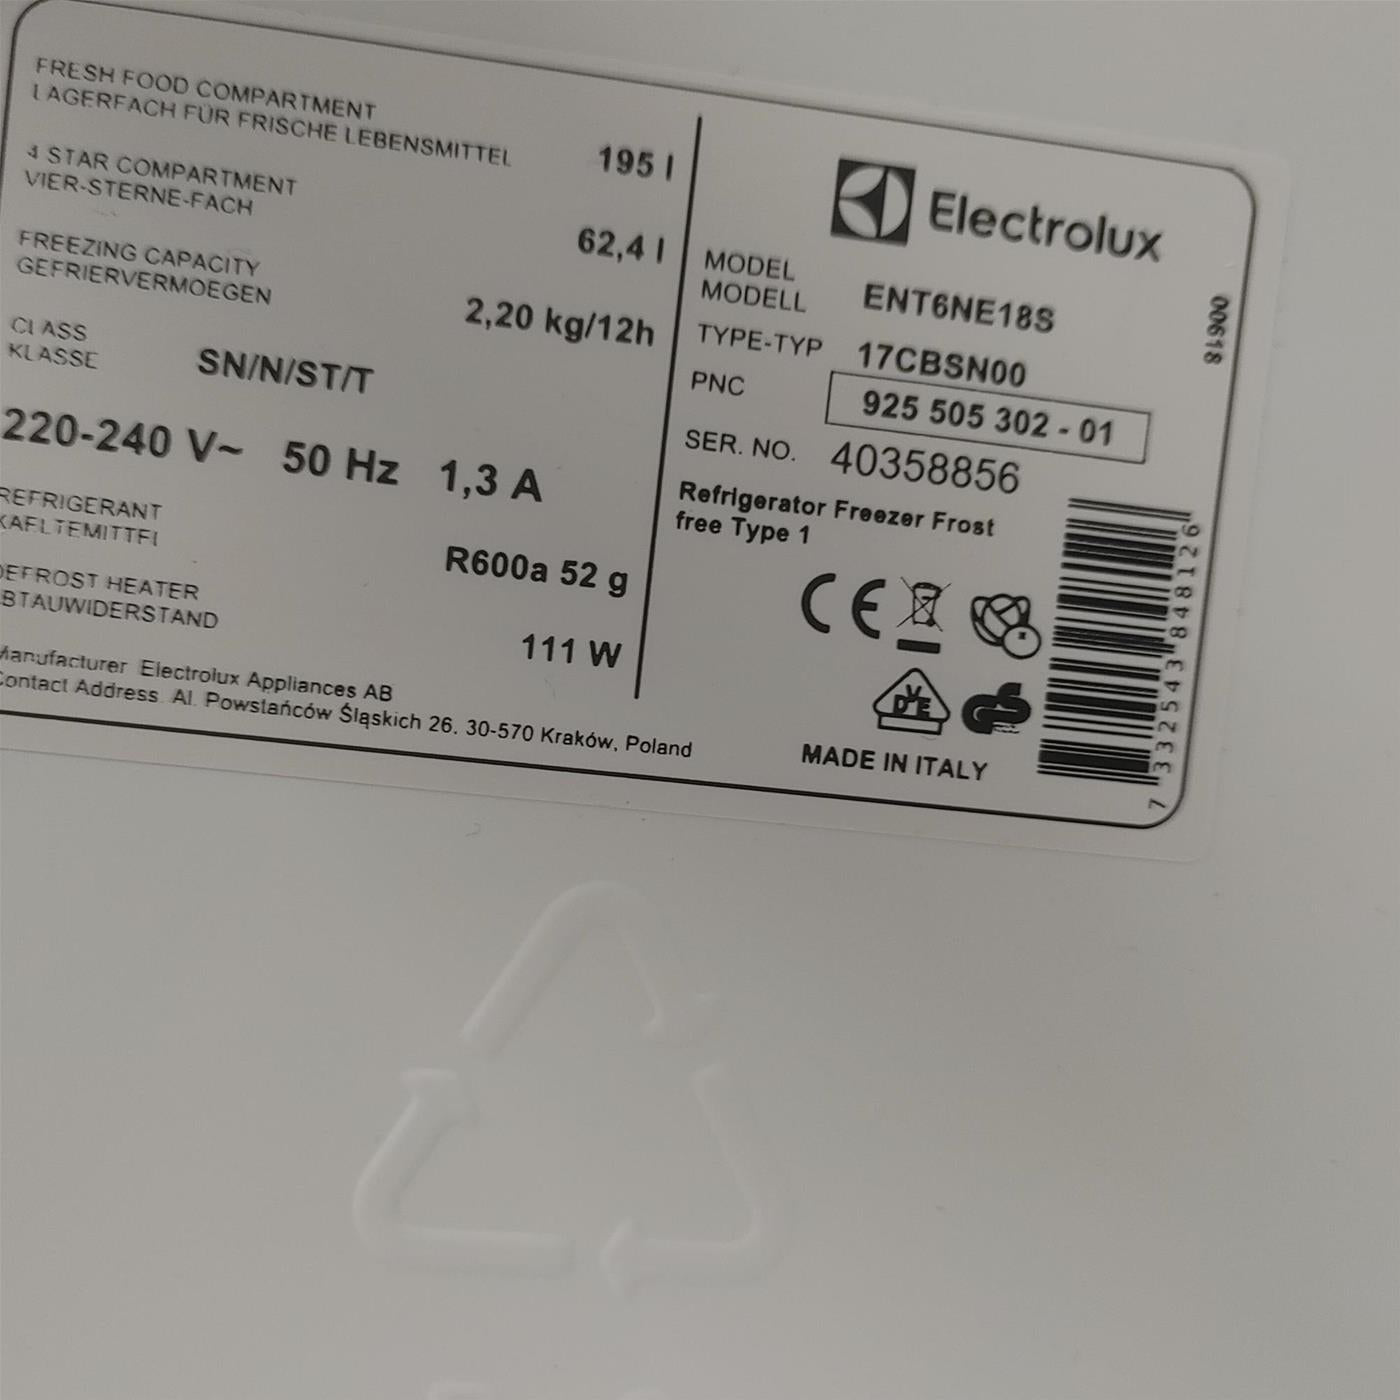 FRESH FOOD COMPARTMENT
LAGERFACH FÜR FRISCHE LEBENSMITTEL
195 l
4 STAR COMPARTMENT
VIER-STERNE-FACH
62,4 l
FREEZING CAPACITY
GEFRIERVERMOEGEN
2,20 kg/12h
CLASS
KLASSE
SN/N/ST/T
220-240 V~ 50 Hz 1,3 A
REFRIGERANT
KAELTEMITTEL
R600a 52 g
DEFROST HEATER
ABTAUWIDERSTAND
111 W
Manufacturer Electrolux Appliances AB
Contact Address. Al. Powstańców Śląskich 26. 30-570 Kraków, Poland
Electrolux
MODEL
MODELL
ENT6NE18S
TYPE-TYP 17CBSN00
PNC 925 505 302 - 01
SER. NO. 40358856
Refrigerator Freezer Frost
free Type 1
CE
VDE
GS
MADE IN ITALY
00618
7 332543 848126